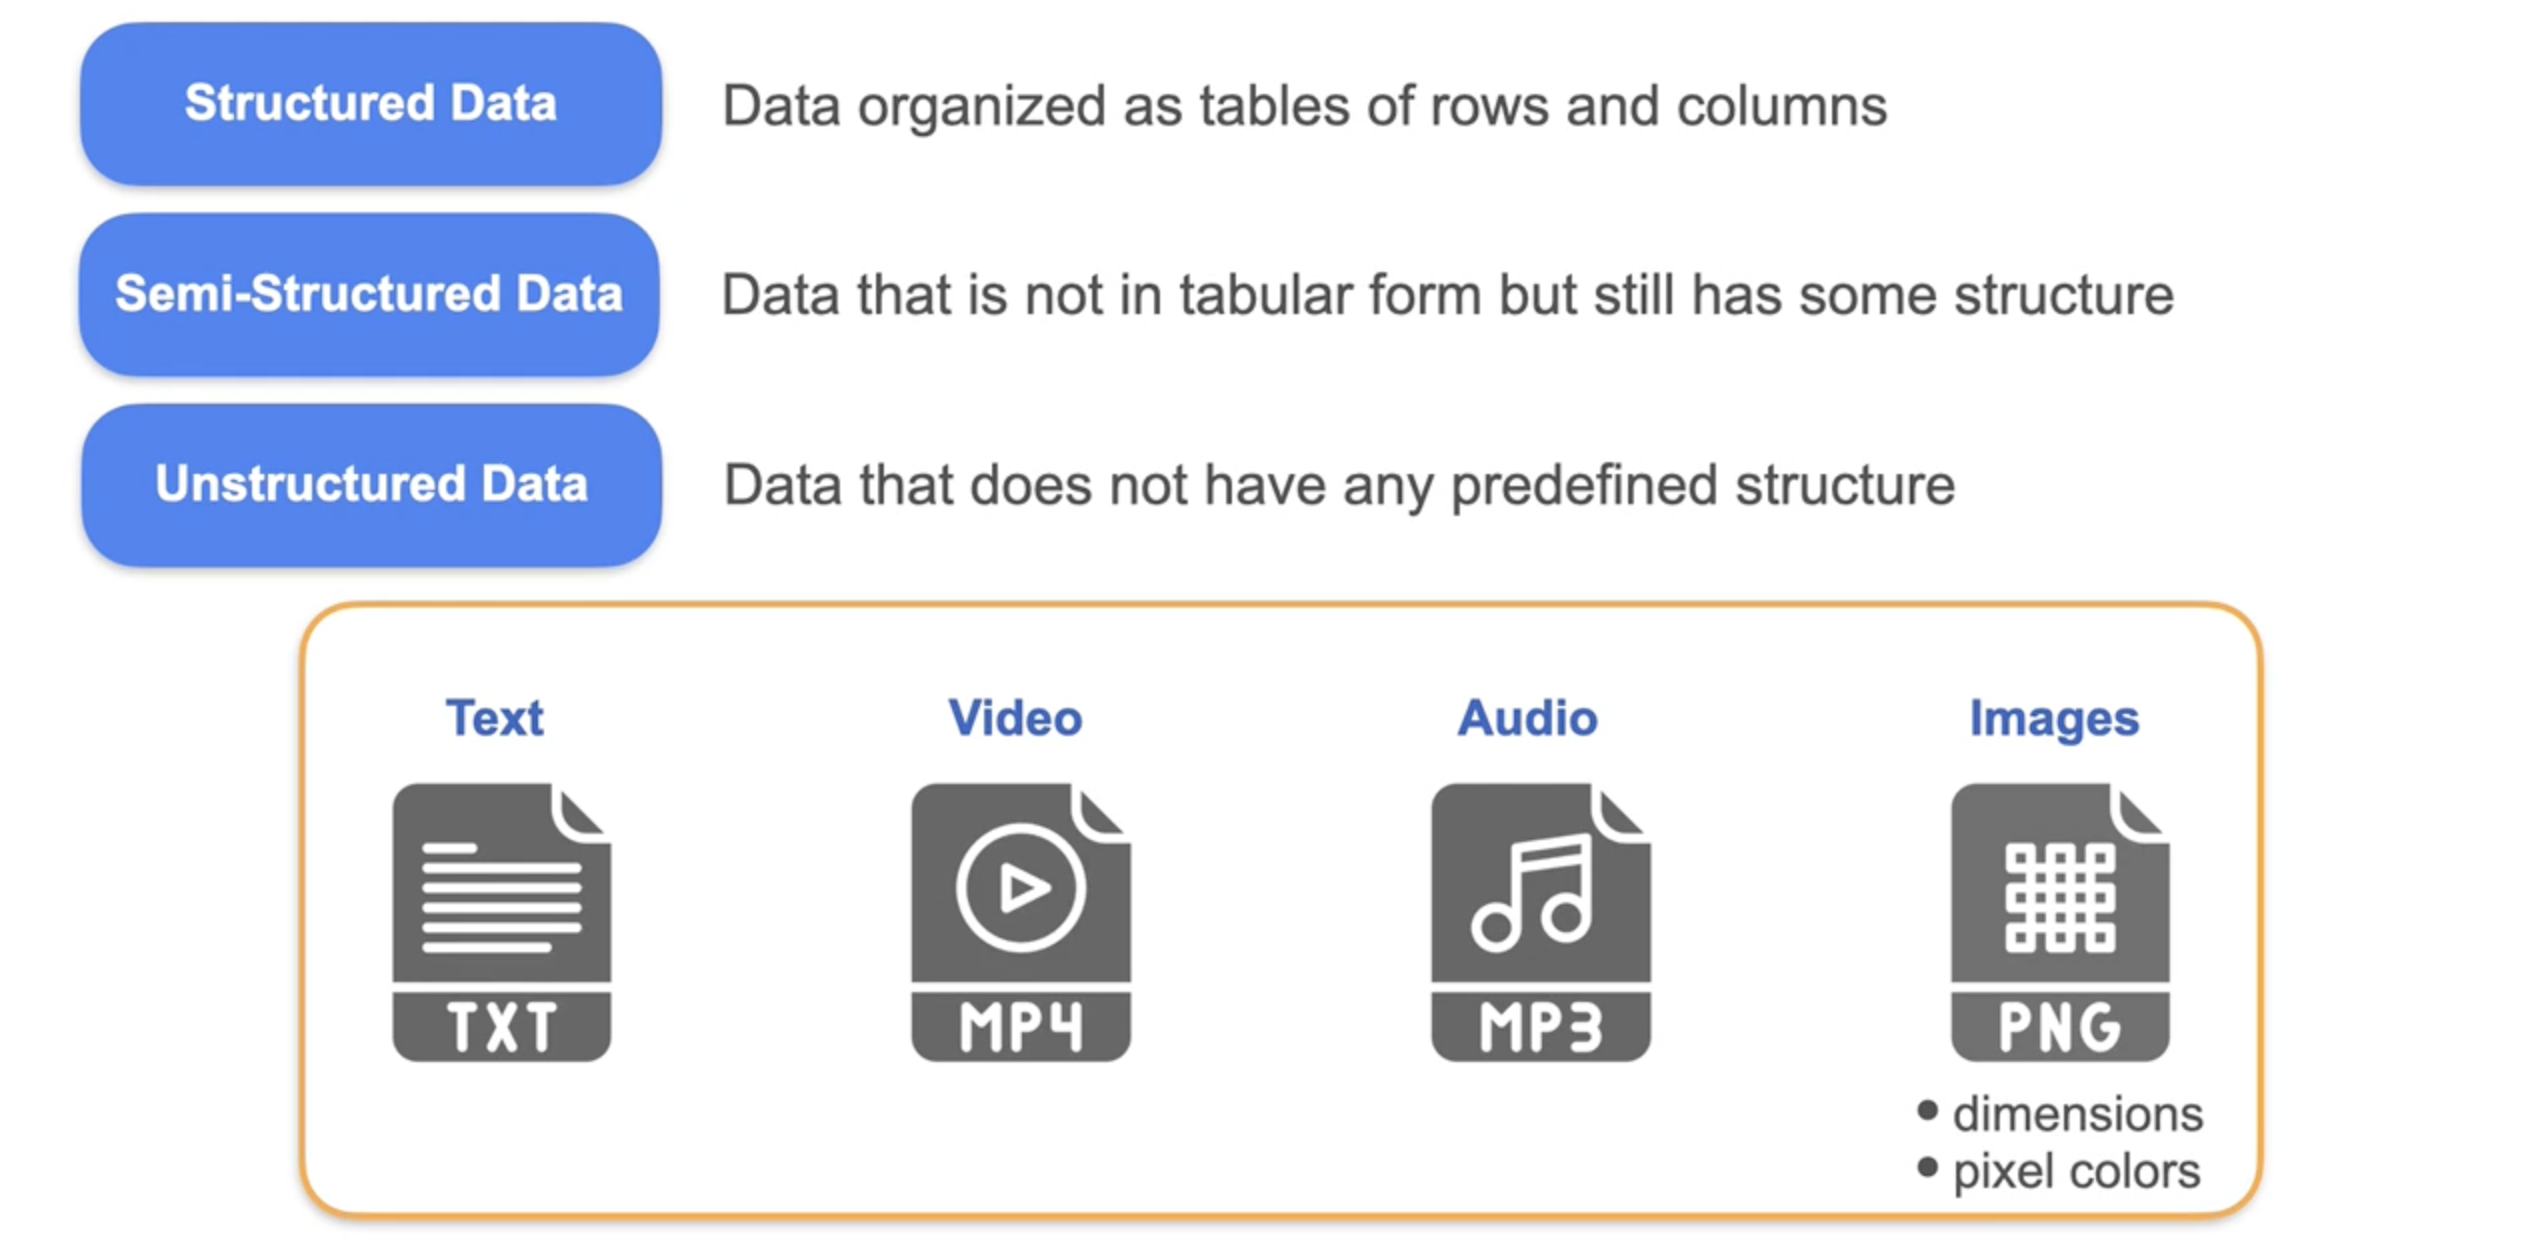 Structured Data
Data organized as tables of rows and columns
Semi-Structured Data
Data that is not in tabular form but still has some structure
Unstructured Data
Data that does not have any predefined structure
Text
Video
Audio
Images
TXT
MP4
MP3
PNG
• dimensions
• pixel colors